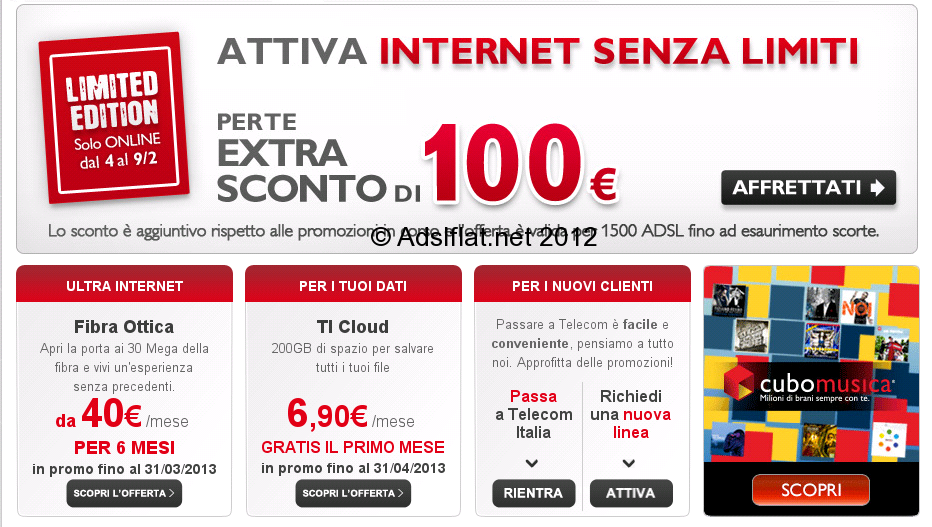 ATTIVA INTERNET SENZA LIMITI
LIMITED
EDITION
Solo ONLINE
dal 4 al 9/2
PER TE
EXTRA
SCONTO DI 100€
AFFRETTATI
Lo sconto è aggiuntivo rispetto alle promozioni in corso e l'offerta è valida per 1500 ADSL fino ad esaurimento scorte.
© Adslflat.net 2012
ULTRA INTERNET
Fibra Ottica
Apri la porta ai 30 Mega della
fibra e vivi un'esperienza
senza precedenti.
da 40€ /mese
PER 6 MESI
in promo fino al 31/03/2013
SCOPRI L'OFFERTA
PER I TUOI DATI
TI Cloud
200GB di spazio per salvare
tutti i tuoi file
6,90€ /mese
GRATIS IL PRIMO MESE
in promo fino al 31/04/2013
SCOPRI L'OFFERTA
PER I NUOVI CLIENTI
Passare a Telecom è facile e
conveniente, pensiamo a tutto
noi. Approfitta delle promozioni!
Passa
a Telecom
Italia
RIENTRA
Richiedi
una nuova
linea
ATTIVA
NOI
cubomusica
Milioni di brani sempre con te.
SCOPRI